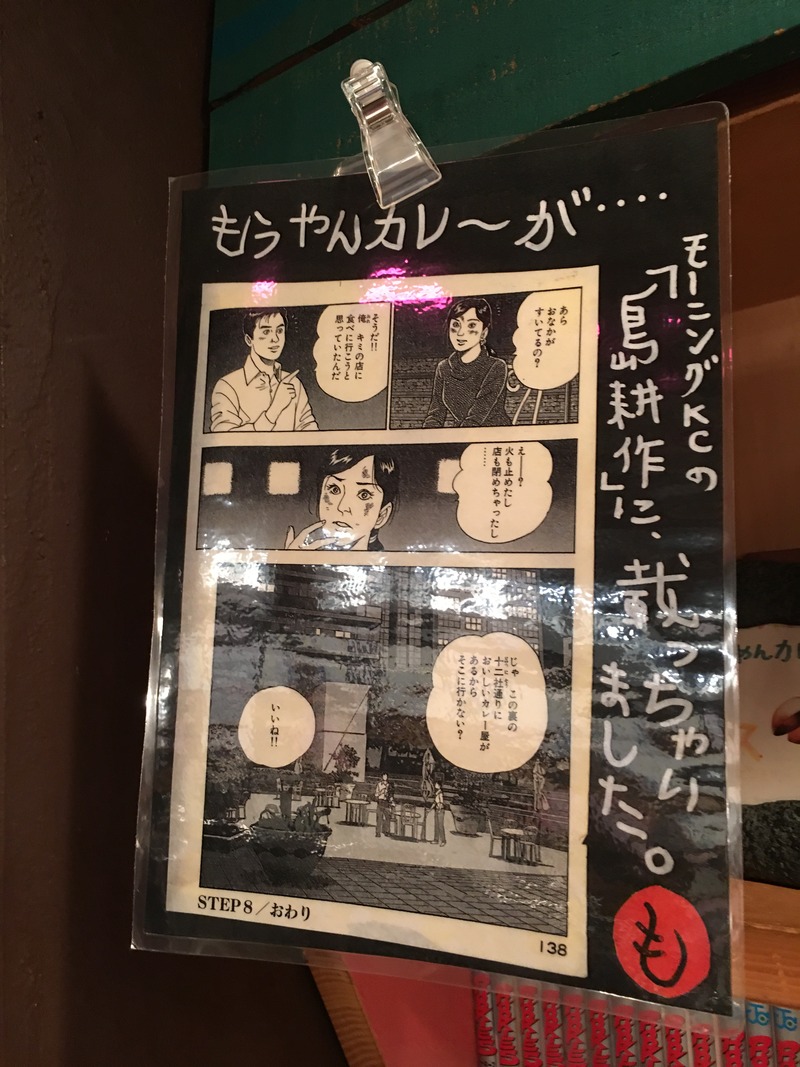 もうやんカレーが‥‥
モーニングKCの
「島耕作」に、載っちゃり
ました。
も
あら
おなかが
すいてるの？
そうだ!!
俺、キミの店に
食べに行こうと
思っていたんだ
え——？
火も止めたし
店も閉めちゃったし
……
じゃ この裏の
十二社通りに
おいしいカレー屋が
あるから
そこに行かない？
いいね!!
STEP8／おわり
138